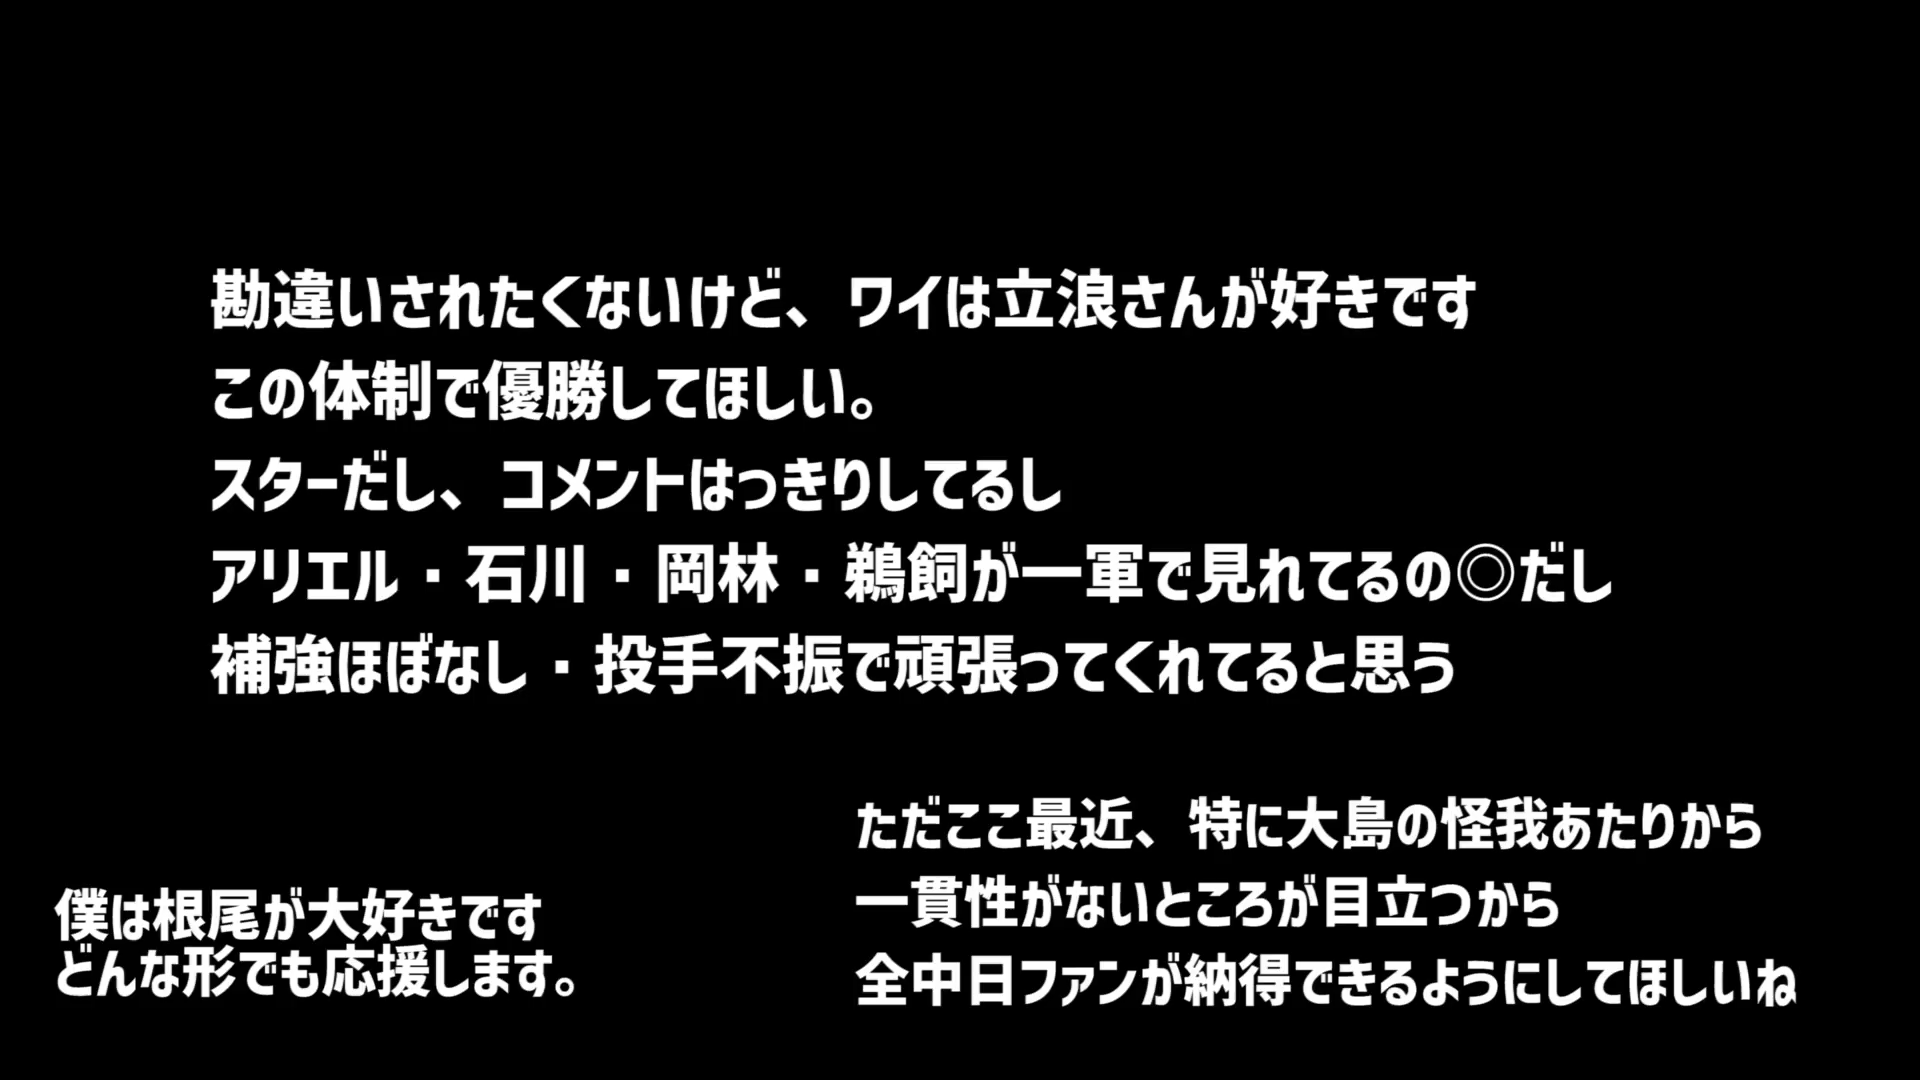 勘違いされたくないけど、ワイは立浪さんが好きです
この体制で優勝してほしい。
スターだし、コメントはっきりしてるし
アリエル・石川・岡林・鵜飼が一軍で見れてるの◎だし
補強ほぼなし・投手不振で頑張ってくれてると思う
ただここ最近、特に大島の怪我あたりから
一貫性がないところが目立つから
全中日ファンが納得できるようにしてほしいね
僕は根尾が大好きです
どんな形でも応援します。